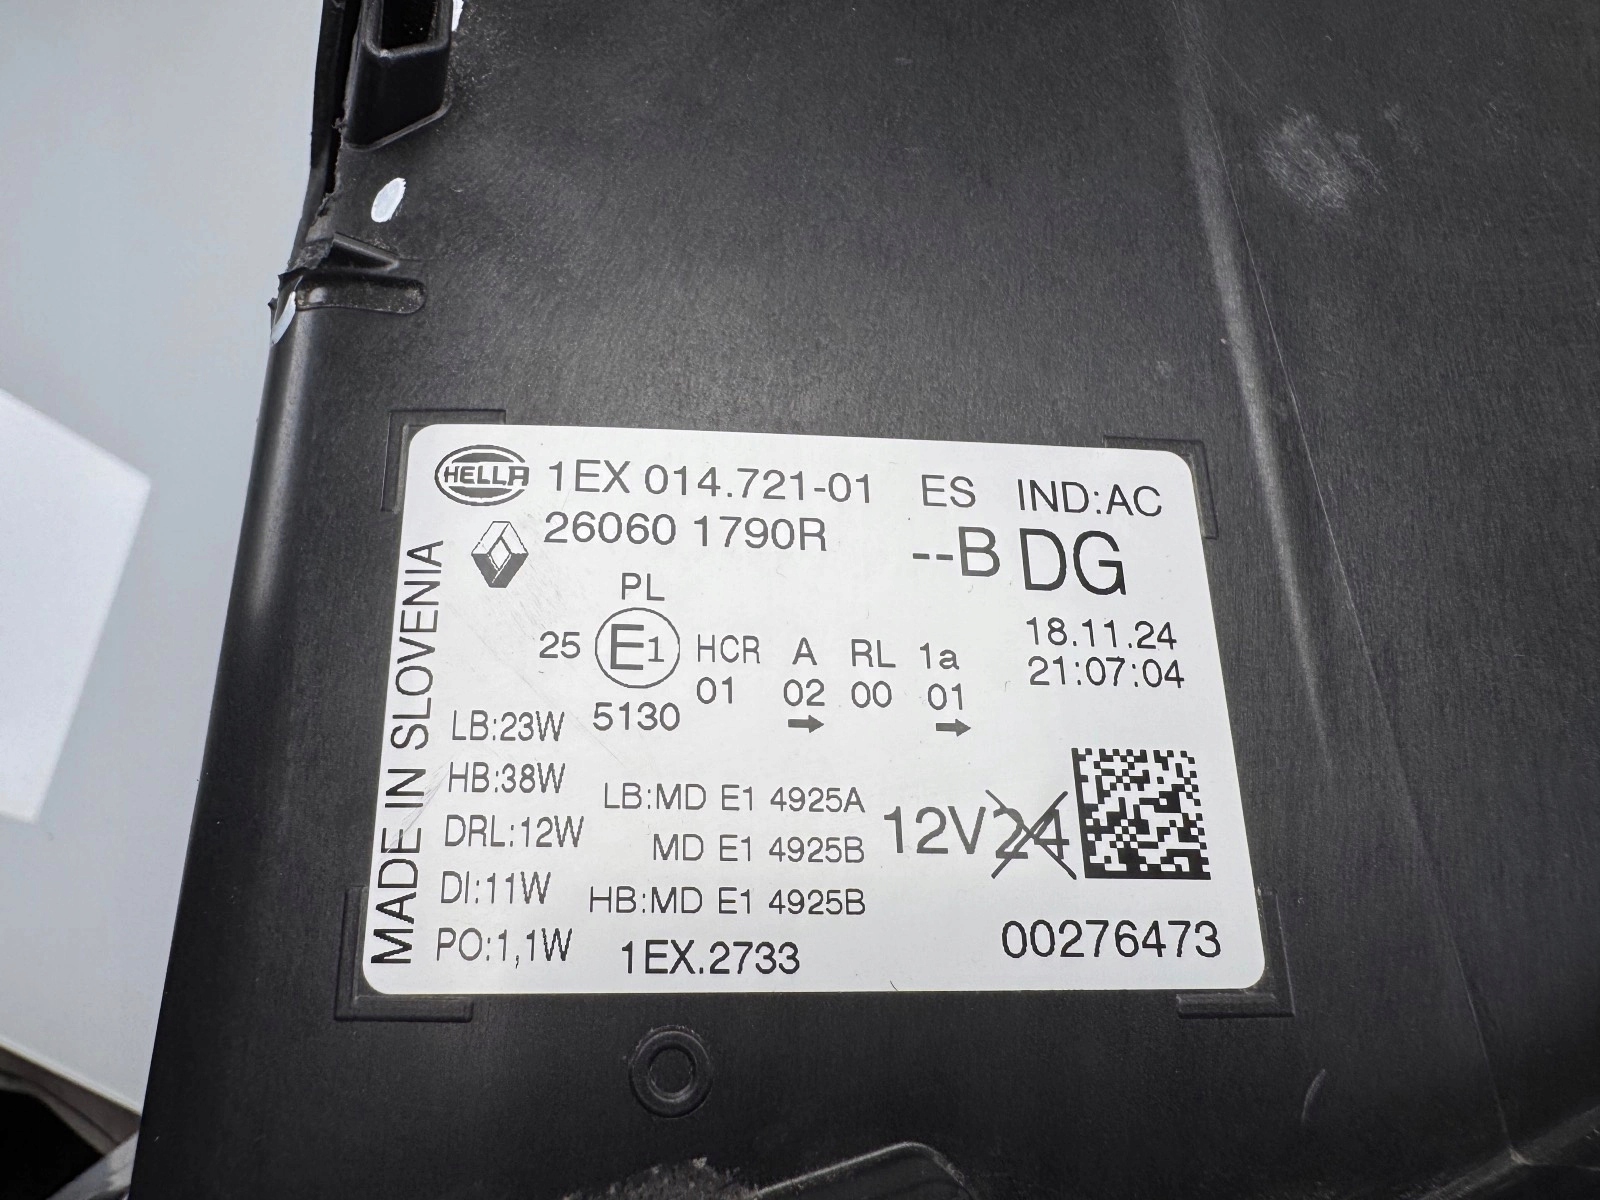 HELLA 1EX 014.721-01 ES IND:AC
26060 1790R --B DG
PL
25 E1 HCR A RL 1a 18.11.24
5130 01 02 00 01 21:07:04
MADE IN SLOVENIA
LB:23W
HB:38W LB:MD E1 4925A
DRL:12W MD E1 4925B 12V24
DI:11W HB:MD E1 4925B
PO:1,1W 1EX.2733 00276473